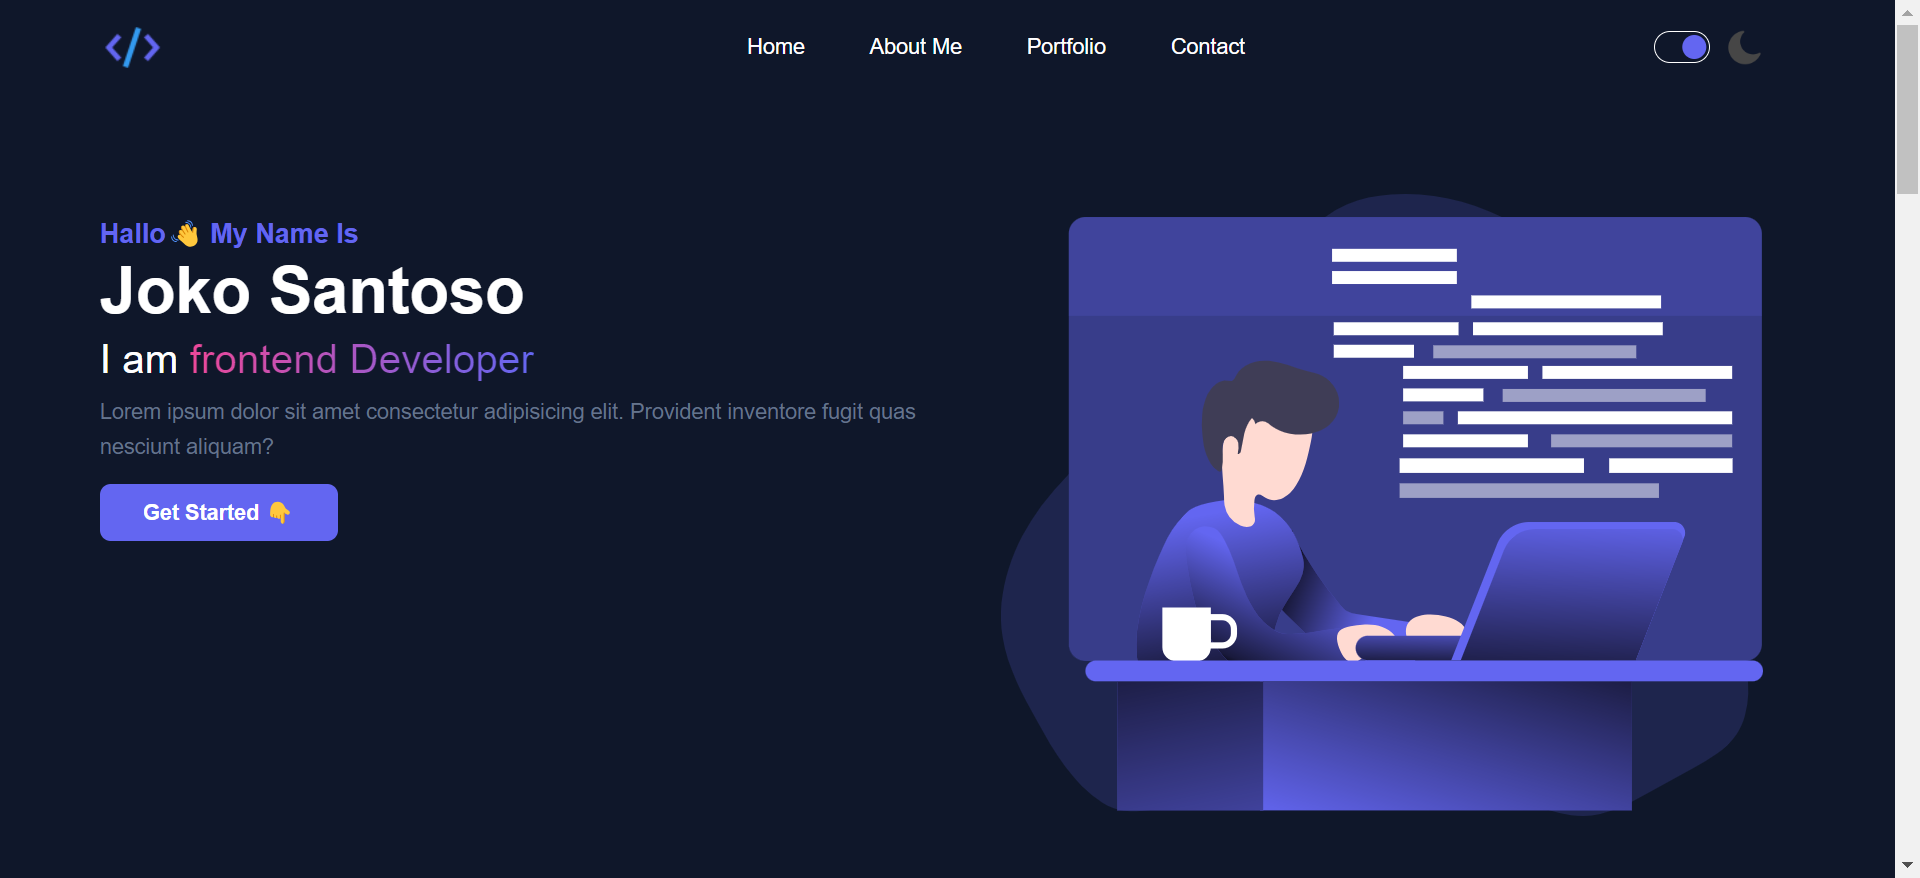 </>
Home About Me Portfolio Contact
Hallo 👋 My Name Is
Joko Santoso
I am frontend Developer
Lorem ipsum dolor sit amet consectetur adipisicing elit. Provident inventore fugit quas
nesciunt aliquam?
Get Started 👇